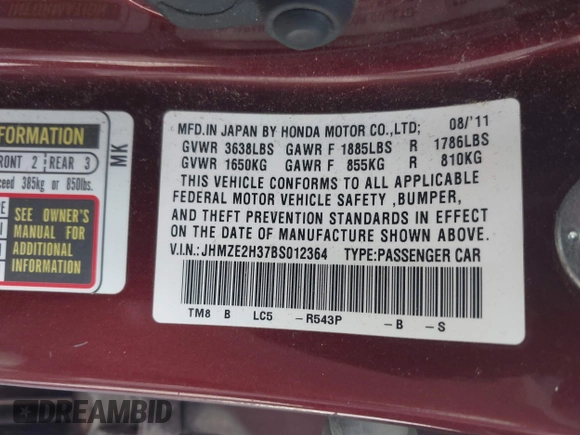 FORMATION
FRONT 2 REAR 3
ceed 385kg or 850lbs.
SEE OWNER'S
MANUAL FOR
ADDITIONAL
INFORMATION
MK
MFD.IN JAPAN BY HONDA MOTOR CO.,LTD; 08/'11
GVWR 3638LBS GAWR F 1885LBS R 1786LBS
GVWR 1650KG GAWR F 855KG R 810KG
THIS VEHICLE CONFORMS TO ALL APPLICABLE
FEDERAL MOTOR VEHICLE SAFETY ,BUMPER,
AND THEFT PREVENTION STANDARDS IN EFFECT
ON THE DATE OF MANUFACTURE SHOWN ABOVE.
V.I.N.: JHMZE2H37BS012364 TYPE:PASSENGER CAR
TM8 B LC5 -R543P -B -S
DREAMBID